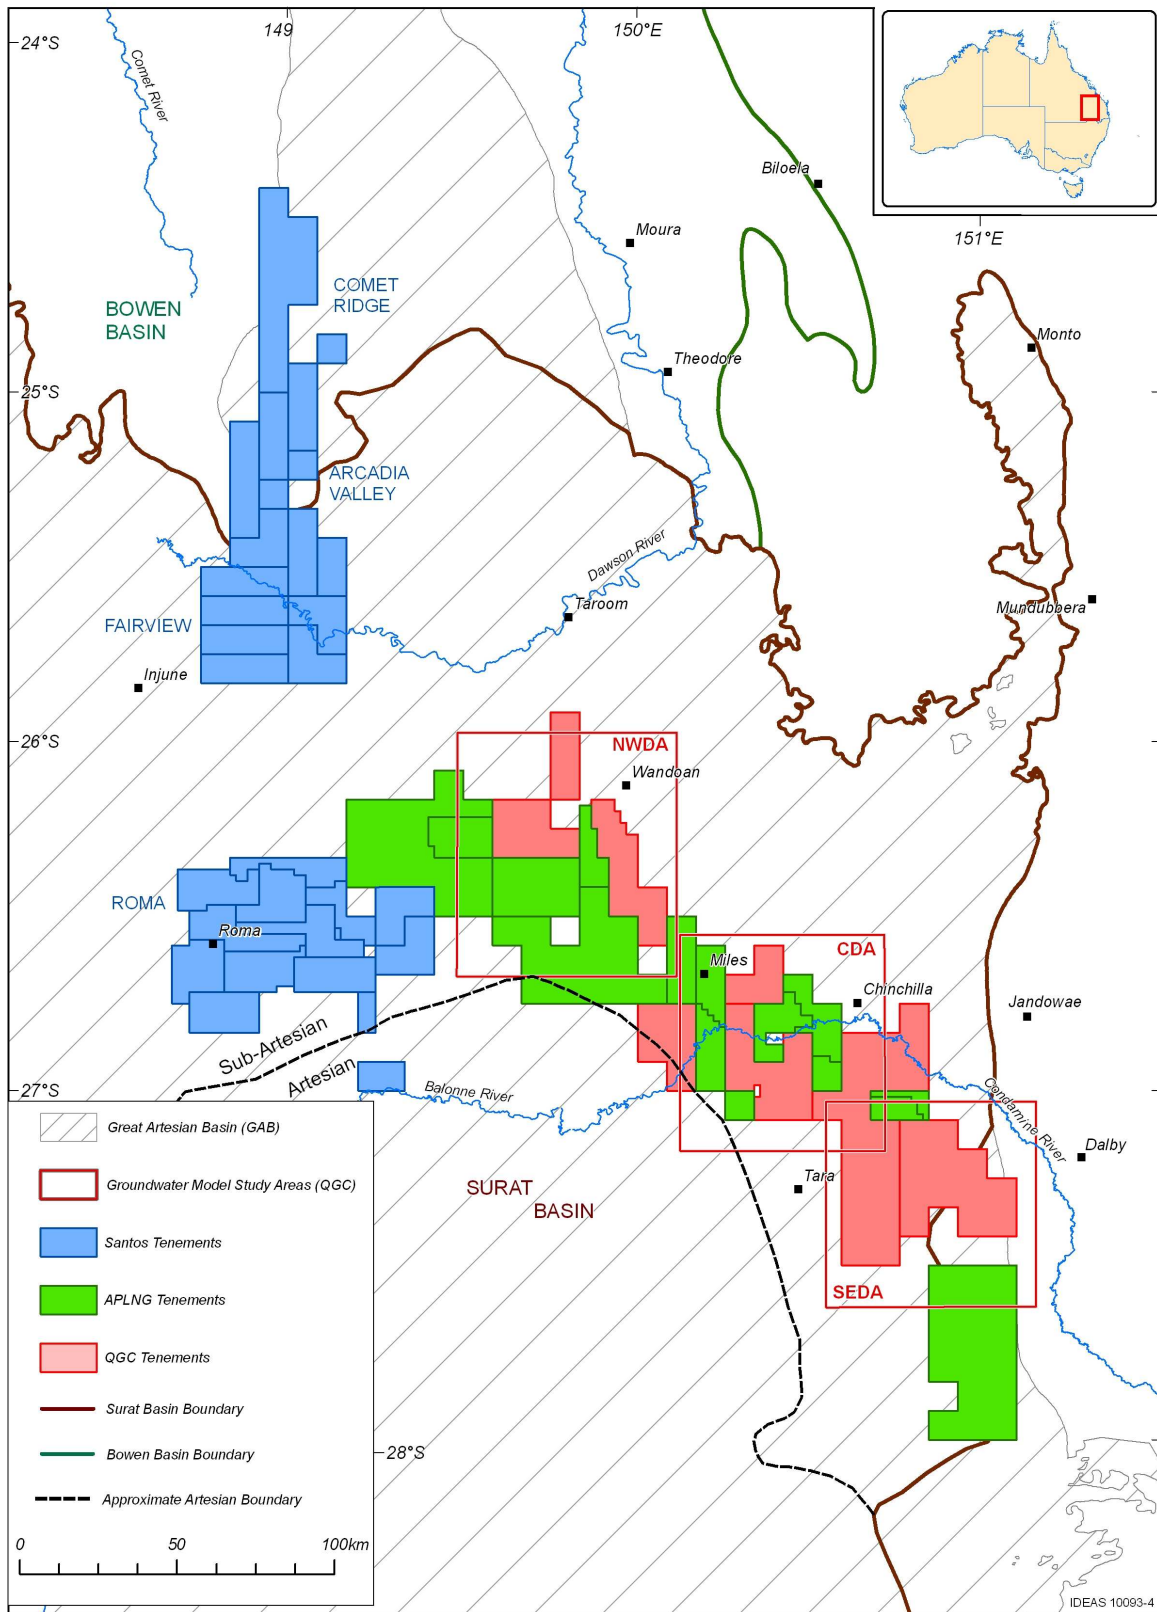 149
150°E
24°S
Comet River
Biloela
Moura
151°E
COMET
RIDGE
BOWEN
BASIN
Monto
Theodore
25°S
ARCADIA
VALLEY
Dawson River
Taroom
Mundubbera
FAIRVIEW
Injune
26°S
NWDA
Wandoan
ROMA
Roma
CDA
Miles
Chinchilla
Jandowae
Sub-Artesian
Artesian
27°S
Balonne River
Condamine River
Dalby
Tara
SURAT
BASIN
SEDA
Great Artesian Basin (GAB)
Groundwater Model Study Areas (QGC)
Santos Tenements
APLNG Tenements
QGC Tenements
Surat Basin Boundary
Bowen Basin Boundary
28°S
Approximate Artesian Boundary
0 50 100km
IDEAS 10093-4